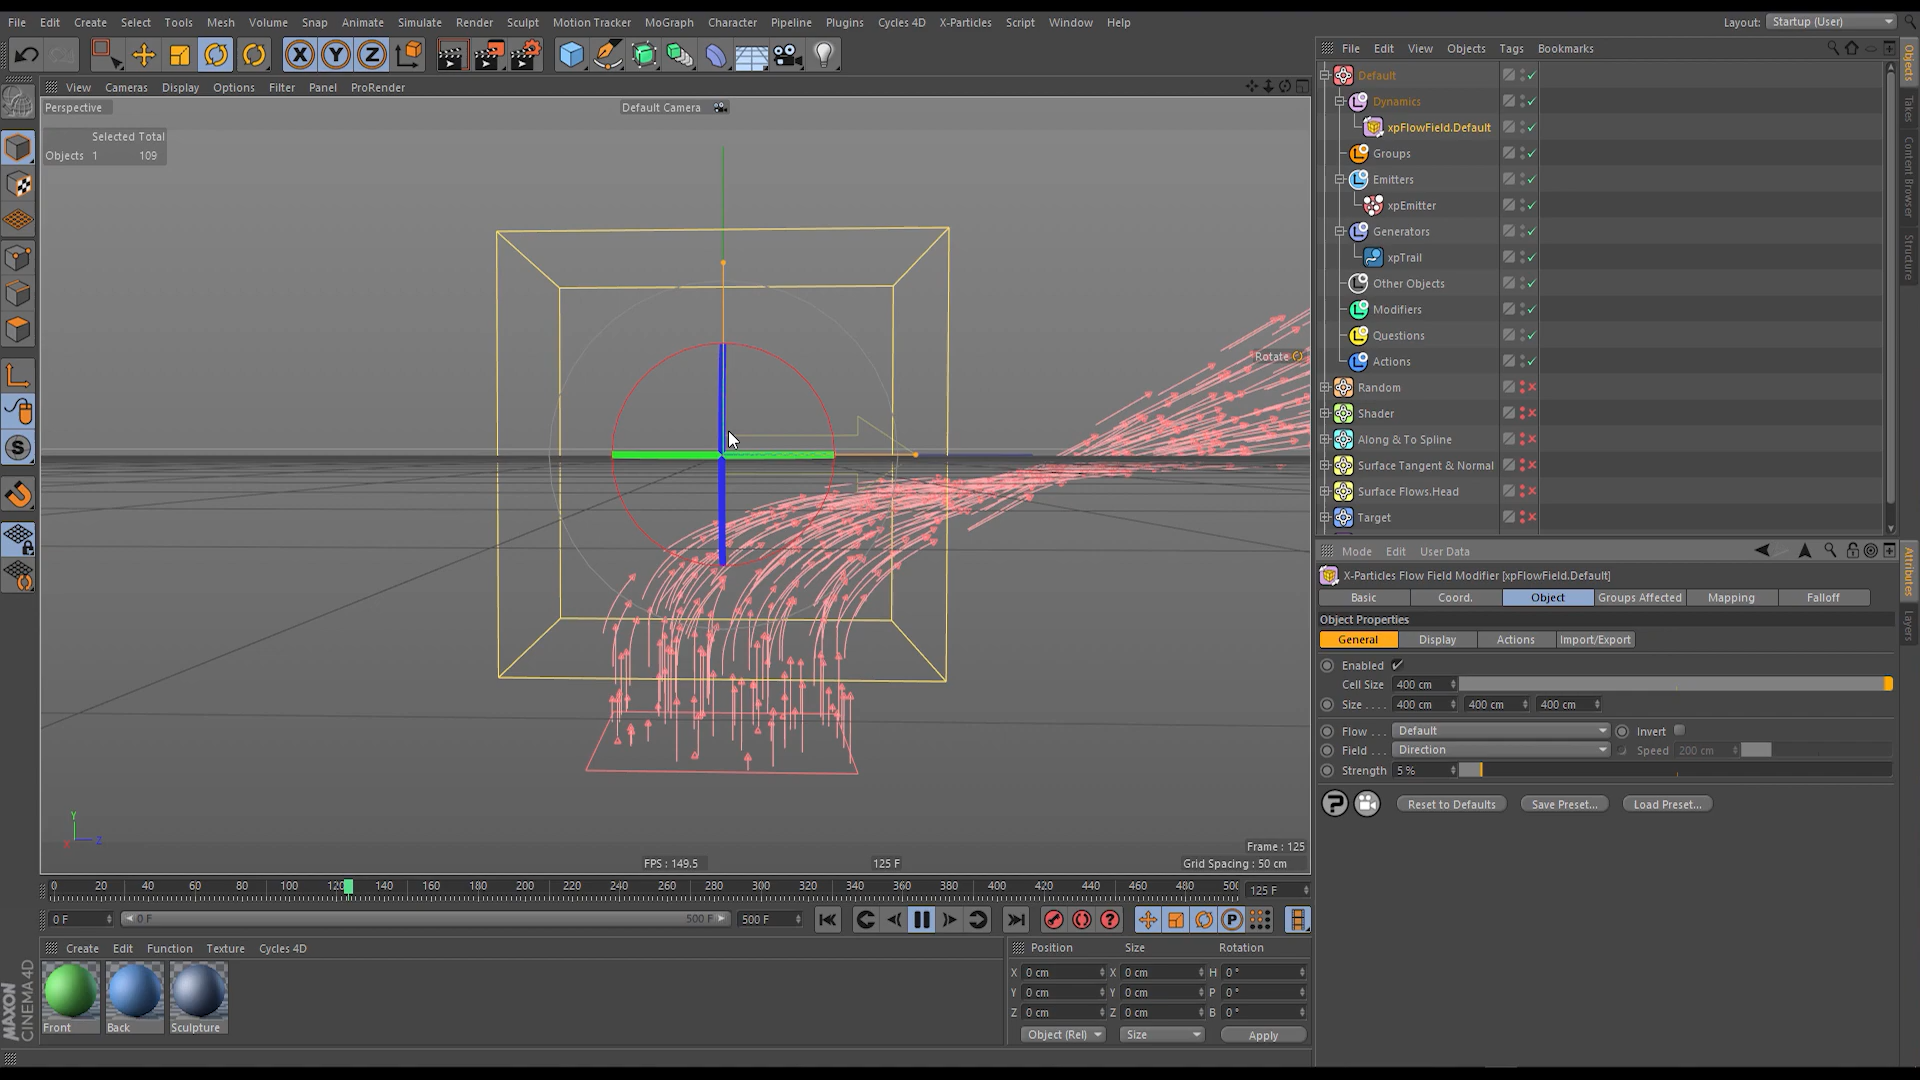 File Edit Create Select Tools Mesh Volume Snap Animate Simulate Render Sculpt Motion Tracker MoGraph Character Pipeline Plugins Cycles 4D X-Particles Script Window Help Layout: Startup (User)
X Y Z
File Edit View Objects Tags Bookmarks
View Cameras Display Options Filter Panel ProRender
Perspective Default Camera
Selected Total
Objects 1 109
Rotate
Y
X Z
Frame : 125
FPS : 149.5 125 F Grid Spacing : 50 cm
Default
Dynamics
xpFlowField.Default
Groups
Emitters
xpEmitter
Generators
xpTrail
Other Objects
Modifiers
Questions
Actions
Random
Shader
Along & To Spline
Surface Tangent & Normal
Surface Flows.Head
Target
Objects
Takes
Content Browser
Structure
Attributes
Layers
Mode Edit User Data
X-Particles Flow Field Modifier [xpFlowField.Default]
Basic Coord. Object Groups Affected Mapping Falloff
Object Properties
General Display Actions Import/Export
Enabled
Cell Size 400 cm
Size . . . . 400 cm 400 cm 400 cm
Flow . . . Default Invert
Field . . . Direction Speed 200 cm
Strength 5 %
Reset to Defaults Save Preset... Load Preset...
0 20 40 60 80 100 120 140 160 180 200 220 240 260 280 300 320 340 360 380 400 420 440 460 480 500 125 F
0 F 0 F 500 F 500 F
Create Edit Function Texture Cycles 4D
Front Back Sculpture
MAXON
CINEMA 4D
Position Size Rotation
X 0 cm X 0 cm H 0 °
Y 0 cm Y 0 cm P 0 °
Z 0 cm Z 0 cm B 0 °
Object (Rel) Size Apply